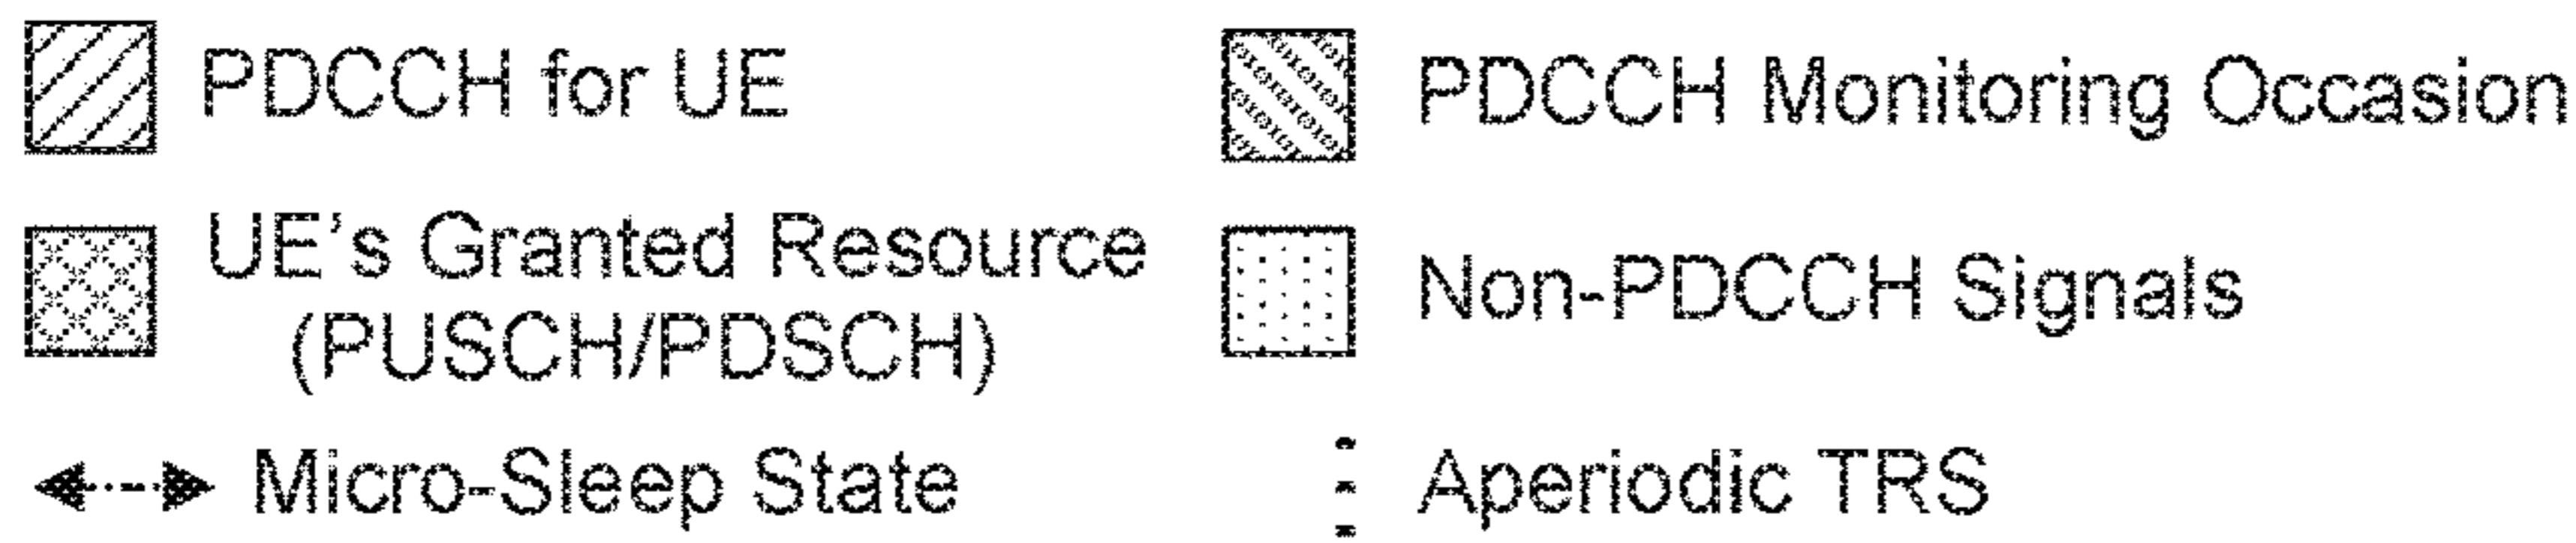 PDCCH for UE
PDCCH Monitoring Occasion
UE's Granted Resource
(PUSCH/PDSCH)
Non-PDCCH Signals
Micro-Sleep State
Aperiodic TRS